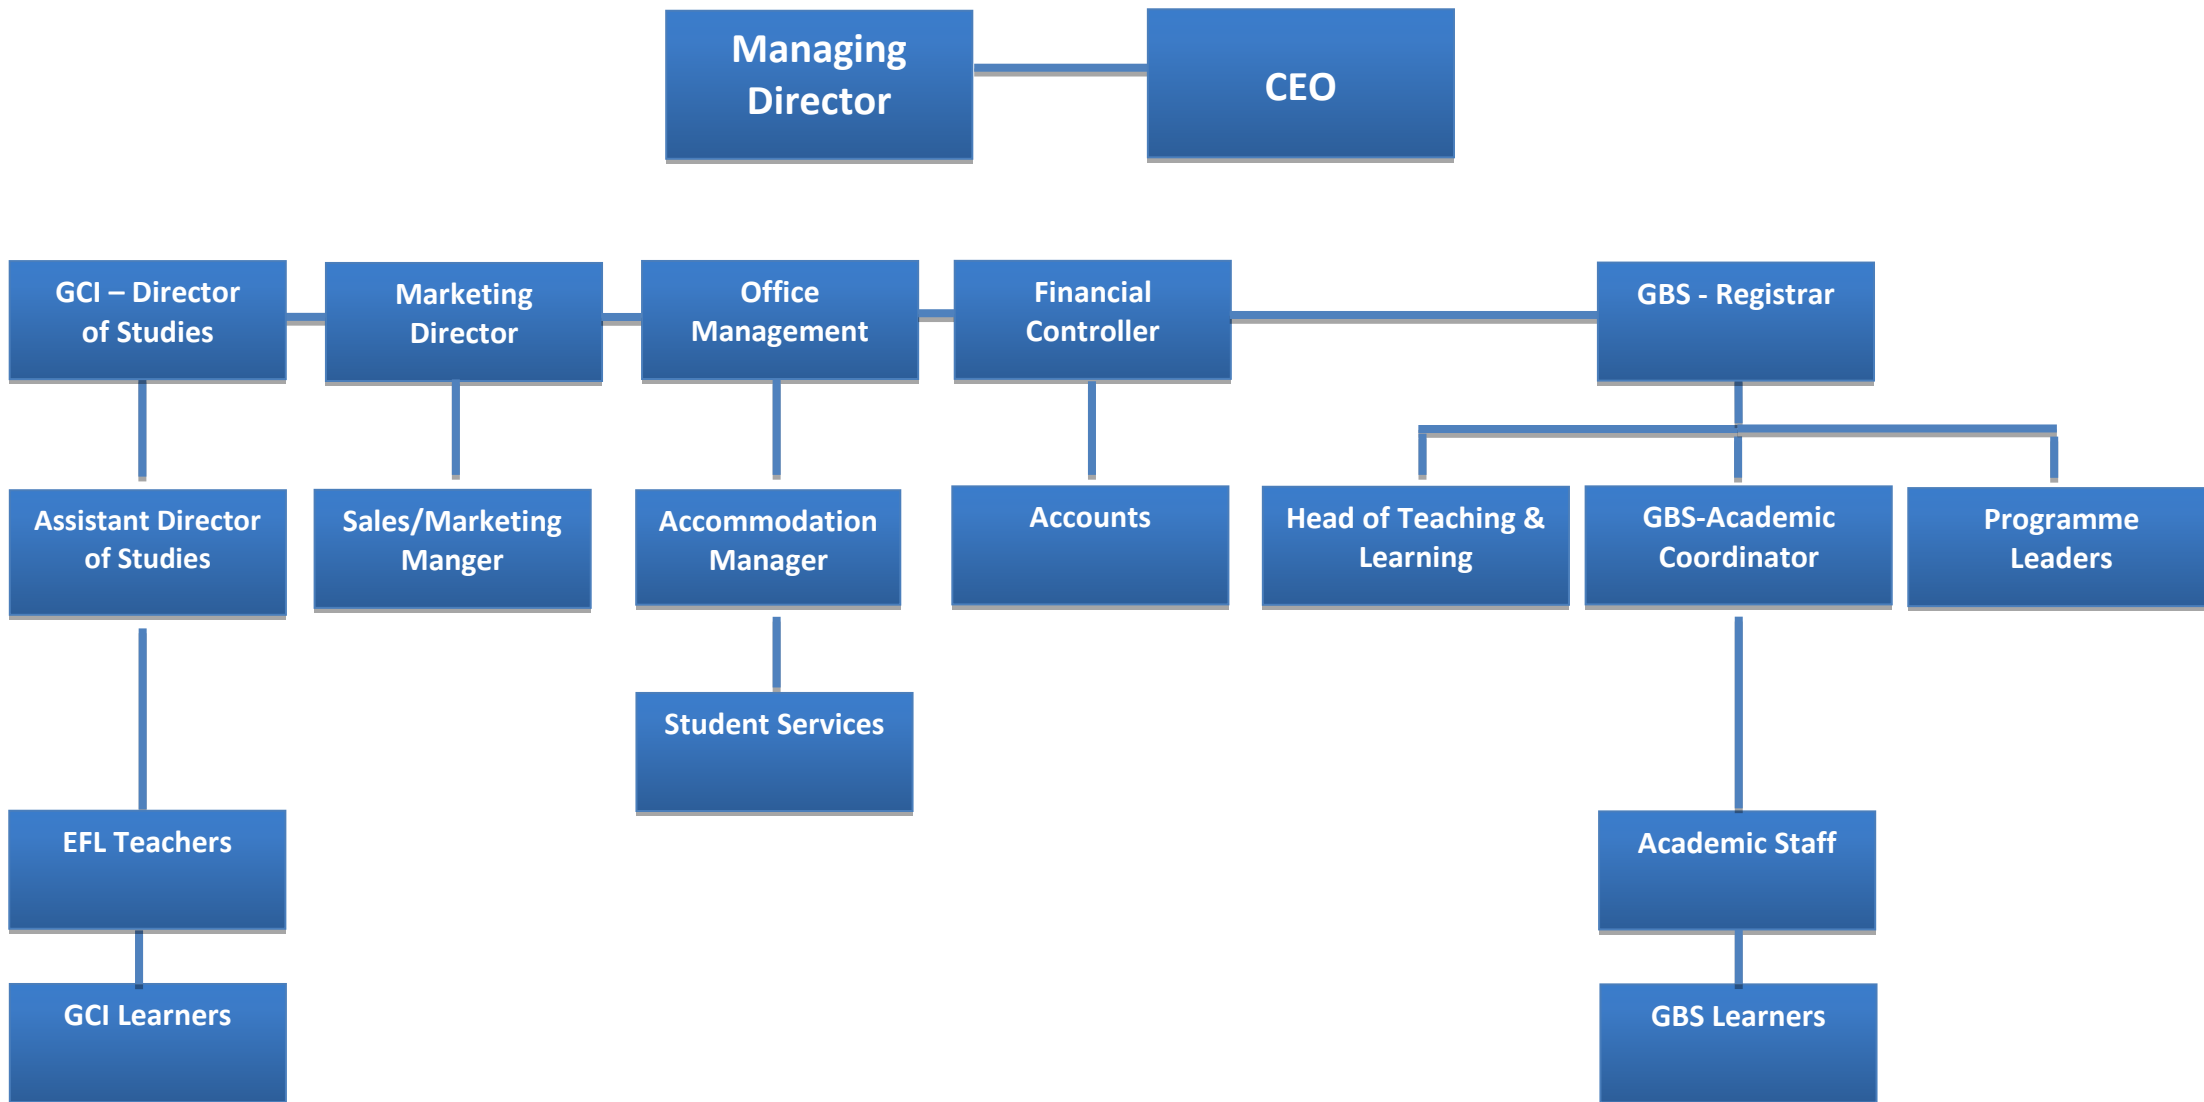 Managing
Director
CEO
GCI – Director
of Studies
Marketing
Director
Office
Management
Financial
Controller
GBS - Registrar
Assistant Director
of Studies
Sales/Marketing
Manger
Accommodation
Manager
Accounts
Head of Teaching &
Learning
GBS-Academic
Coordinator
Programme
Leaders
Student Services
EFL Teachers
Academic Staff
GCI Learners
GBS Learners